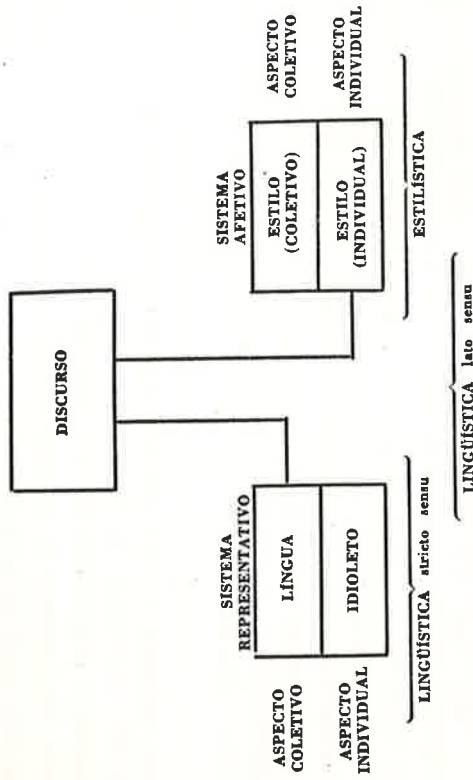 DISCURSO
SISTEMA
REPRESENTATIVO
ASPECTO
COLETIVO
LÍNGUA
ASPECTO
INDIVIDUAL
IDIOLETO
SISTEMA
AFETIVO
ESTILO
(COLETIVO)
ASPECTO
COLETIVO
ESTILO
(INDIVIDUAL)
ASPECTO
INDIVIDUAL
LINGÜÍSTICA stricto sensu
ESTILÍSTICA
LINGÜÍSTICA lato sensu